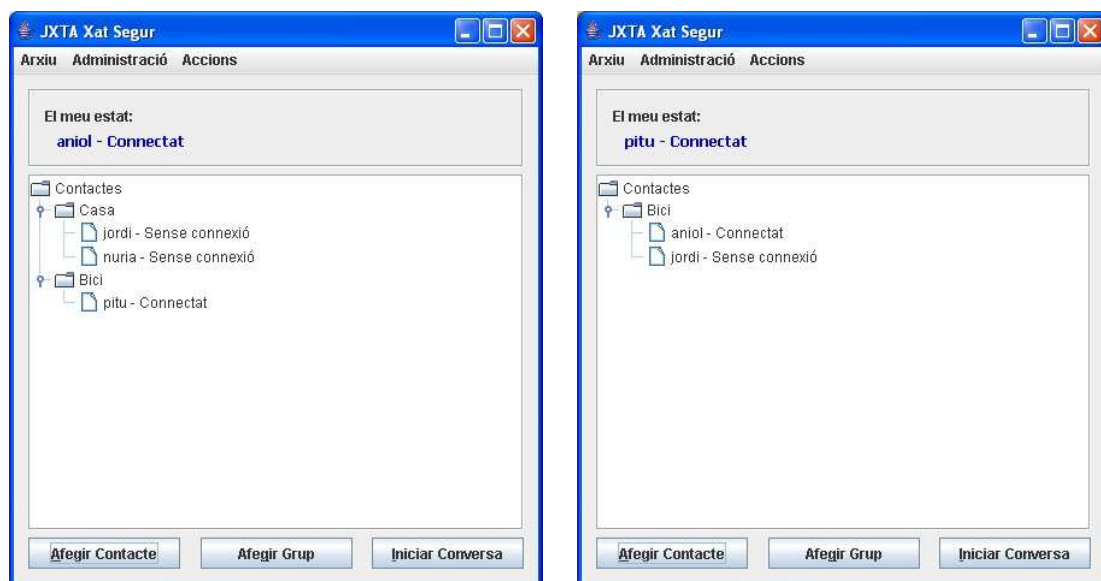 JXTA Xat Segur
Arxiu Administració Accions
El meu estat:
aniol - Connectat
Contactes
Casa
jordi - Sense connexió
nuria - Sense connexió
Bici
pitu - Connectat
Afegir Contacte Afegir Grup Iniciar Conversa
JXTA Xat Segur
Arxiu Administració Accions
El meu estat:
pitu - Connectat
Contactes
Bici
aniol - Connectat
jordi - Sense connexió
Afegir Contacte Afegir Grup Iniciar Conversa